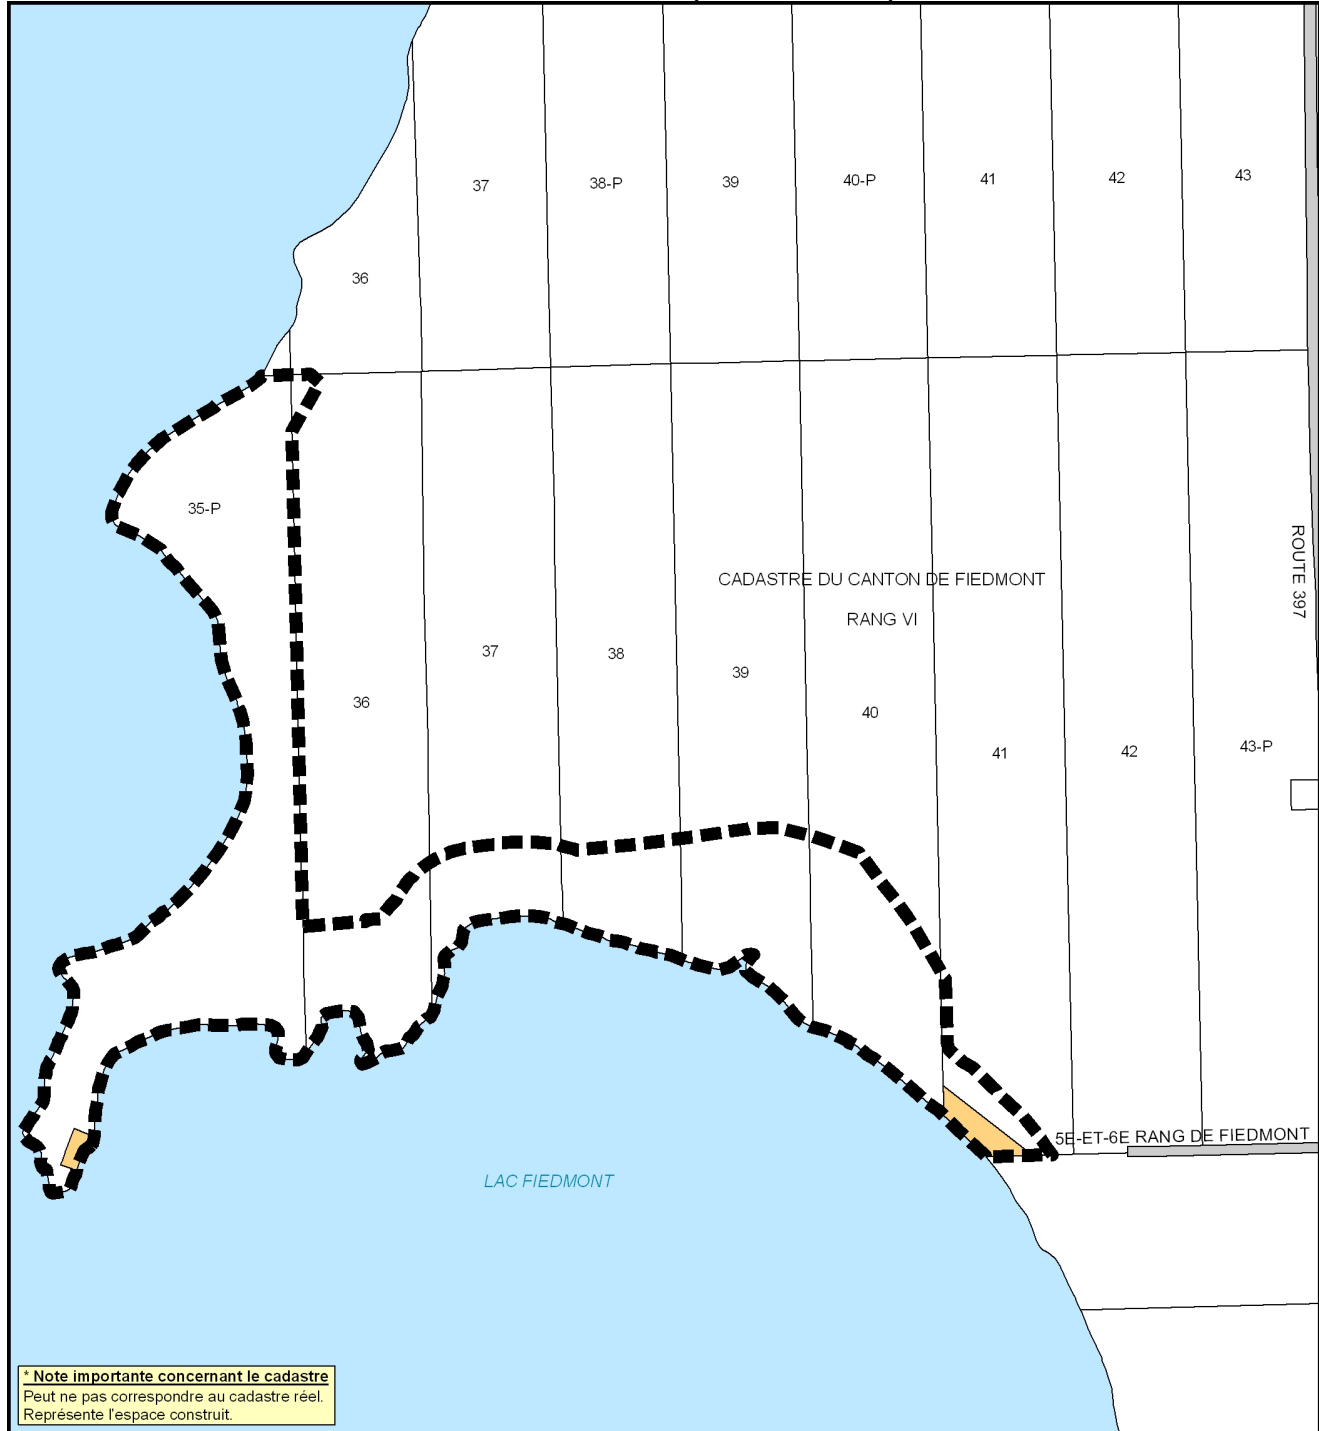 37
38-P
39
40-P
41
42
43
36
35-P
ROUTE 397
CADASTRE DU CANTON DE FIEDMONT
RANG VI
37
38
39
36
40
41
42
43-P
5E-ET-6E RANG DE FIEDMONT
LAC FIEDMONT
* Note importante concernant le cadastre
Peut ne pas correspondre au cadastre réel.
Représente l'espace construit.